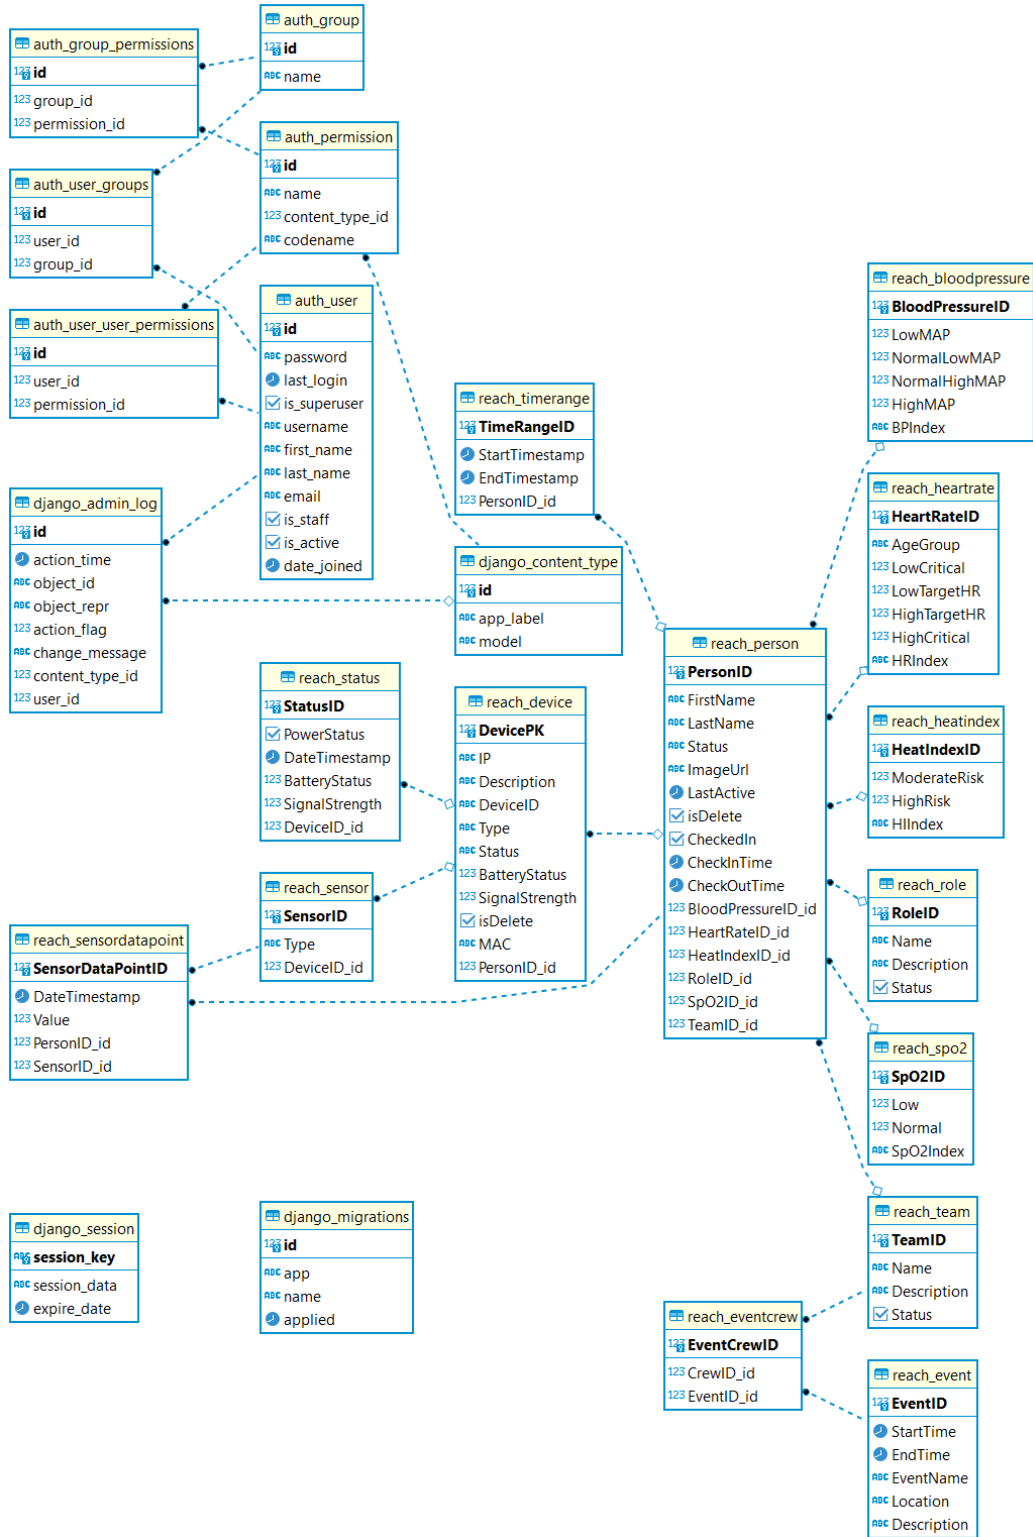 auth_group
id
name
auth_group_permissions
id
group_id
permission_id
auth_permission
id
name
content_type_id
codename
auth_user_groups
id
user_id
group_id
auth_user
id
password
last_login
is_superuser
username
first_name
last_name
email
is_staff
is_active
date_joined
auth_user_user_permissions
id
user_id
permission_id
django_admin_log
id
action_time
object_id
object_repr
action_flag
change_message
content_type_id
user_id
reach_timerange
TimeRangeID
StartTimestamp
EndTimestamp
PersonID_id
django_content_type
id
app_label
model
reach_status
StatusID
PowerStatus
DateTimestamp
BatteryStatus
SignalStrength
DeviceID_id
reach_device
DevicePK
IP
Description
DeviceID
Type
Status
BatteryStatus
SignalStrength
isDelete
MAC
PersonID_id
reach_sensor
SensorID
Type
DeviceID_id
reach_sensordatapoint
SensorDataPointID
DateTimestamp
Value
PersonID_id
SensorID_id
reach_person
PersonID
FirstName
LastName
Status
ImageUrl
LastActive
isDelete
CheckedIn
CheckInTime
CheckOutTime
BloodPressureID_id
HeartRateID_id
HeatIndexID_id
RoleID_id
SpO2ID_id
TeamID_id
reach_bloodpressure
BloodPressureID
LowMAP
NormalLowMAP
NormalHighMAP
HighMAP
BPIndex
reach_heartrate
HeartRateID
AgeGroup
LowCritical
LowTargetHR
HighTargetHR
HighCritical
HRIndex
reach_heatindex
HeatIndexID
ModerateRisk
HighRisk
HIIndex
reach_role
RoleID
Name
Description
Status
reach_spo2
SpO2ID
Low
Normal
SpO2Index
reach_team
TeamID
Name
Description
Status
reach_eventcrew
EventCrewID
CrewID_id
EventID_id
reach_event
EventID
StartTime
EndTime
EventName
Location
Description
django_session
session_key
session_data
expire_date
django_migrations
id
app
name
applied